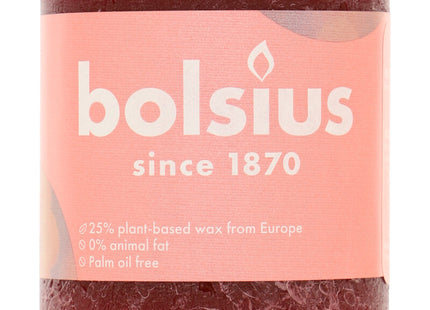 bolsius
since 1870
25% plant-based wax from Europe
0% animal fat
Palm oil free